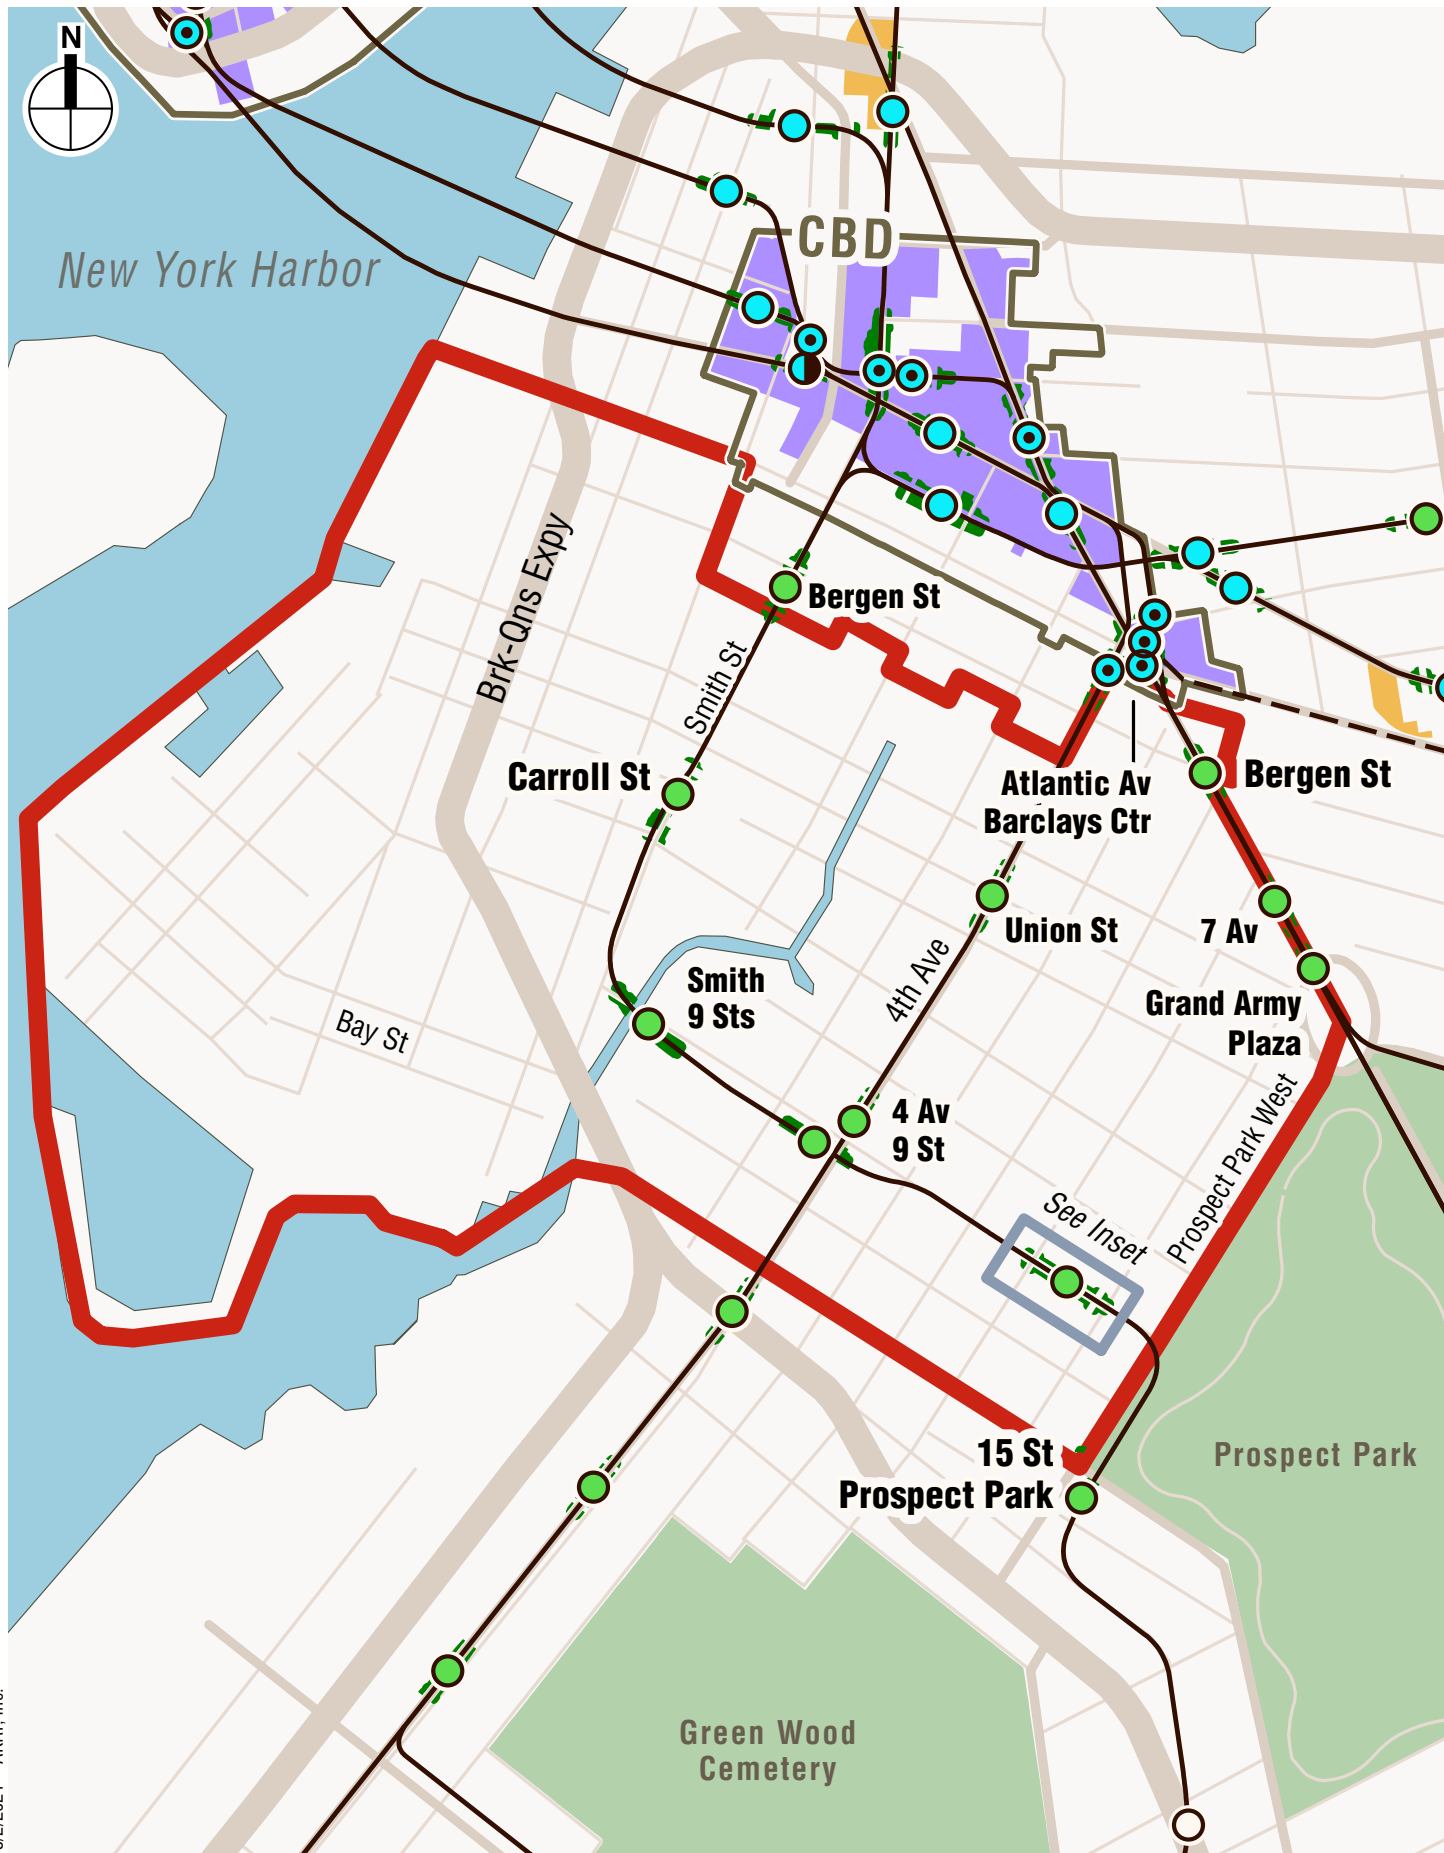 N
CBD
New York Harbor
Brk-Qns Expy
Bergen St
Smith St
Carroll St
Atlantic Av
Barclays Ctr
Bergen St
Union St
7 Av
4th Ave
Smith
9 Sts
Grand Army
Plaza
Bay St
4 Av
9 St
Prospect Park West
See Inset
15 St
Prospect Park
Prospect Park
Green Wood
Cemetery